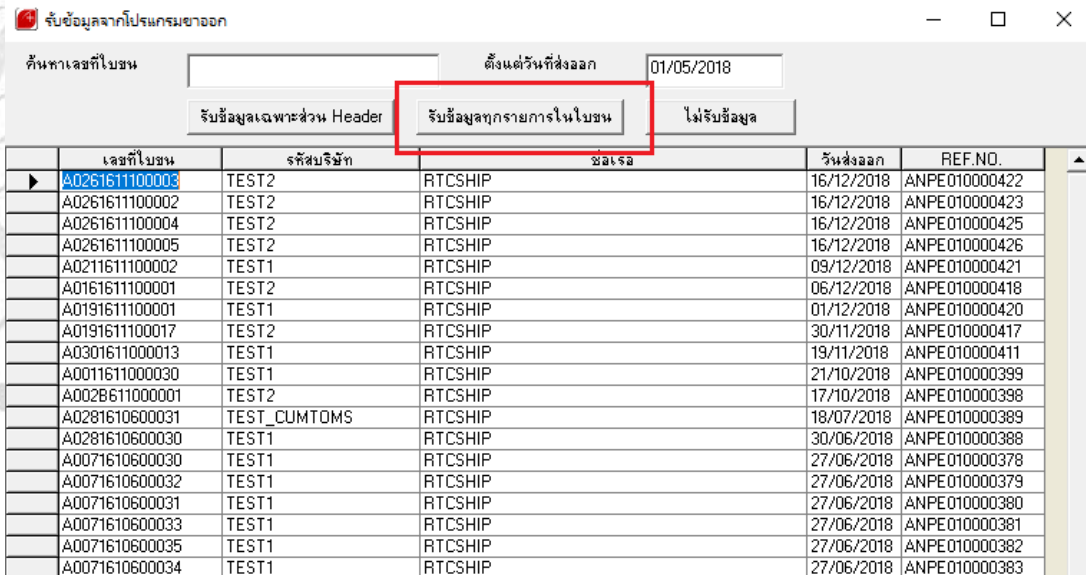 รับข้อมูลจากโปรแกรมขาออก
ค้นหาเลขที่ใบขน ตั้งแต่วันที่ส่งออก 01/05/2018
รับข้อมูลเฉพาะส่วน Header รับข้อมูลทุกรายการในใบขน ไม่รับข้อมูล
เลขที่ใบขน รหัสบริษัท ชื่อเรือ วันส่งออก REF.NO.
A0261611100003 TEST2 RTCSHIP 16/12/2018 ANPE010000422
A0261611100002 TEST2 RTCSHIP 16/12/2018 ANPE010000423
A0261611100004 TEST2 RTCSHIP 16/12/2018 ANPE010000425
A0261611100005 TEST2 RTCSHIP 16/12/2018 ANPE010000426
A0211611100002 TEST1 RTCSHIP 09/12/2018 ANPE010000421
A0161611100001 TEST2 RTCSHIP 06/12/2018 ANPE010000418
A0191611100001 TEST1 RTCSHIP 01/12/2018 ANPE010000420
A0191611100017 TEST2 RTCSHIP 30/11/2018 ANPE010000417
A0301611000013 TEST1 RTCSHIP 19/11/2018 ANPE010000411
A0011611000030 TEST1 RTCSHIP 21/10/2018 ANPE010000399
A002B611000001 TEST2 RTCSHIP 17/10/2018 ANPE010000398
A0281610600031 TEST_CUMTOMS RTCSHIP 18/07/2018 ANPE010000389
A0281610600030 TEST1 RTCSHIP 30/06/2018 ANPE010000388
A0071610600030 TEST1 RTCSHIP 27/06/2018 ANPE010000378
A0071610600032 TEST1 RTCSHIP 27/06/2018 ANPE010000379
A0071610600031 TEST1 RTCSHIP 27/06/2018 ANPE010000380
A0071610600033 TEST1 RTCSHIP 27/06/2018 ANPE010000381
A0071610600035 TEST1 RTCSHIP 27/06/2018 ANPE010000382
A0071610600034 TEST1 RTCSHIP 27/06/2018 ANPE010000383